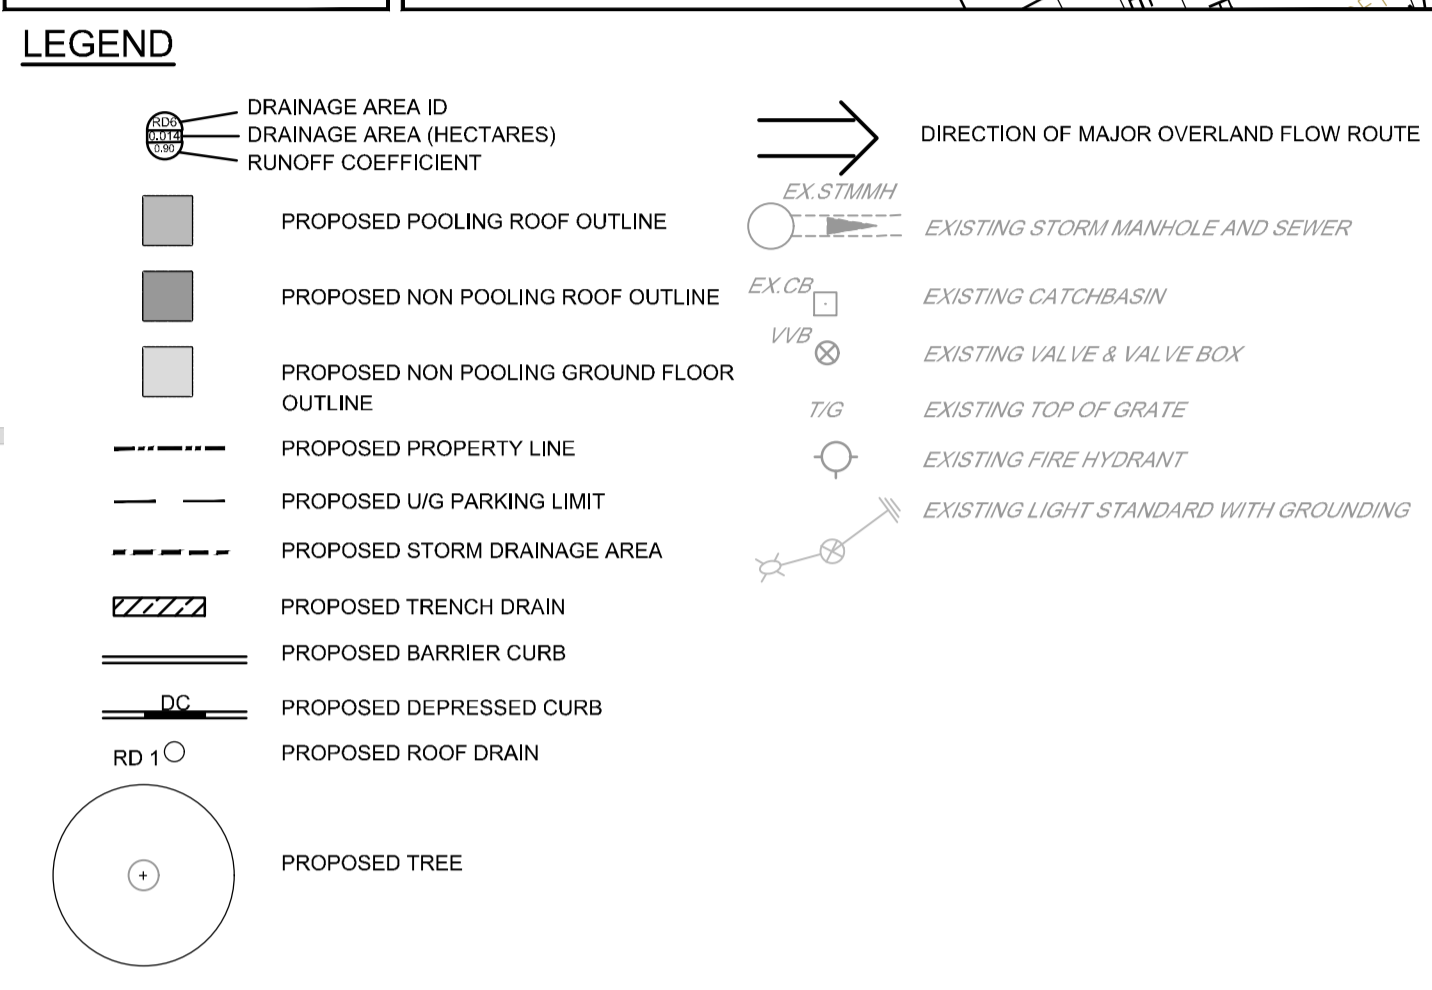 LEGEND
RD6
0.014
0.90
DRAINAGE AREA ID
DRAINAGE AREA (HECTARES)
RUNOFF COEFFICIENT
PROPOSED POOLING ROOF OUTLINE
PROPOSED NON POOLING ROOF OUTLINE
PROPOSED NON POOLING GROUND FLOOR
OUTLINE
PROPOSED PROPERTY LINE
PROPOSED U/G PARKING LIMIT
PROPOSED STORM DRAINAGE AREA
PROPOSED TRENCH DRAIN
PROPOSED BARRIER CURB
DC
PROPOSED DEPRESSED CURB
RD 1
PROPOSED ROOF DRAIN
PROPOSED TREE
DIRECTION OF MAJOR OVERLAND FLOW ROUTE
EX.STMMH
EXISTING STORM MANHOLE AND SEWER
EX.CB
EXISTING CATCHBASIN
VVB
EXISTING VALVE & VALVE BOX
T/G
EXISTING TOP OF GRATE
EXISTING FIRE HYDRANT
EXISTING LIGHT STANDARD WITH GROUNDING